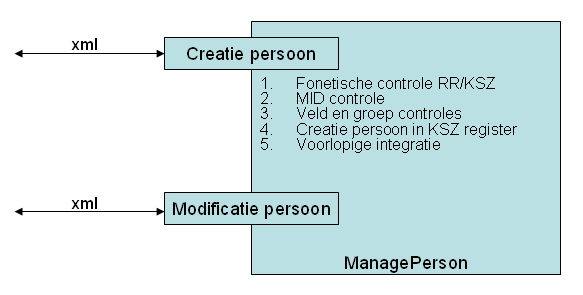 xml
Creatie persoon
1. Fonetische controle RR/KSZ
2. MID controle
3. Veld en groep controles
4. Creatie persoon in KSZ register
5. Voorlopige integratie
xml
Modificatie persoon
ManagePerson